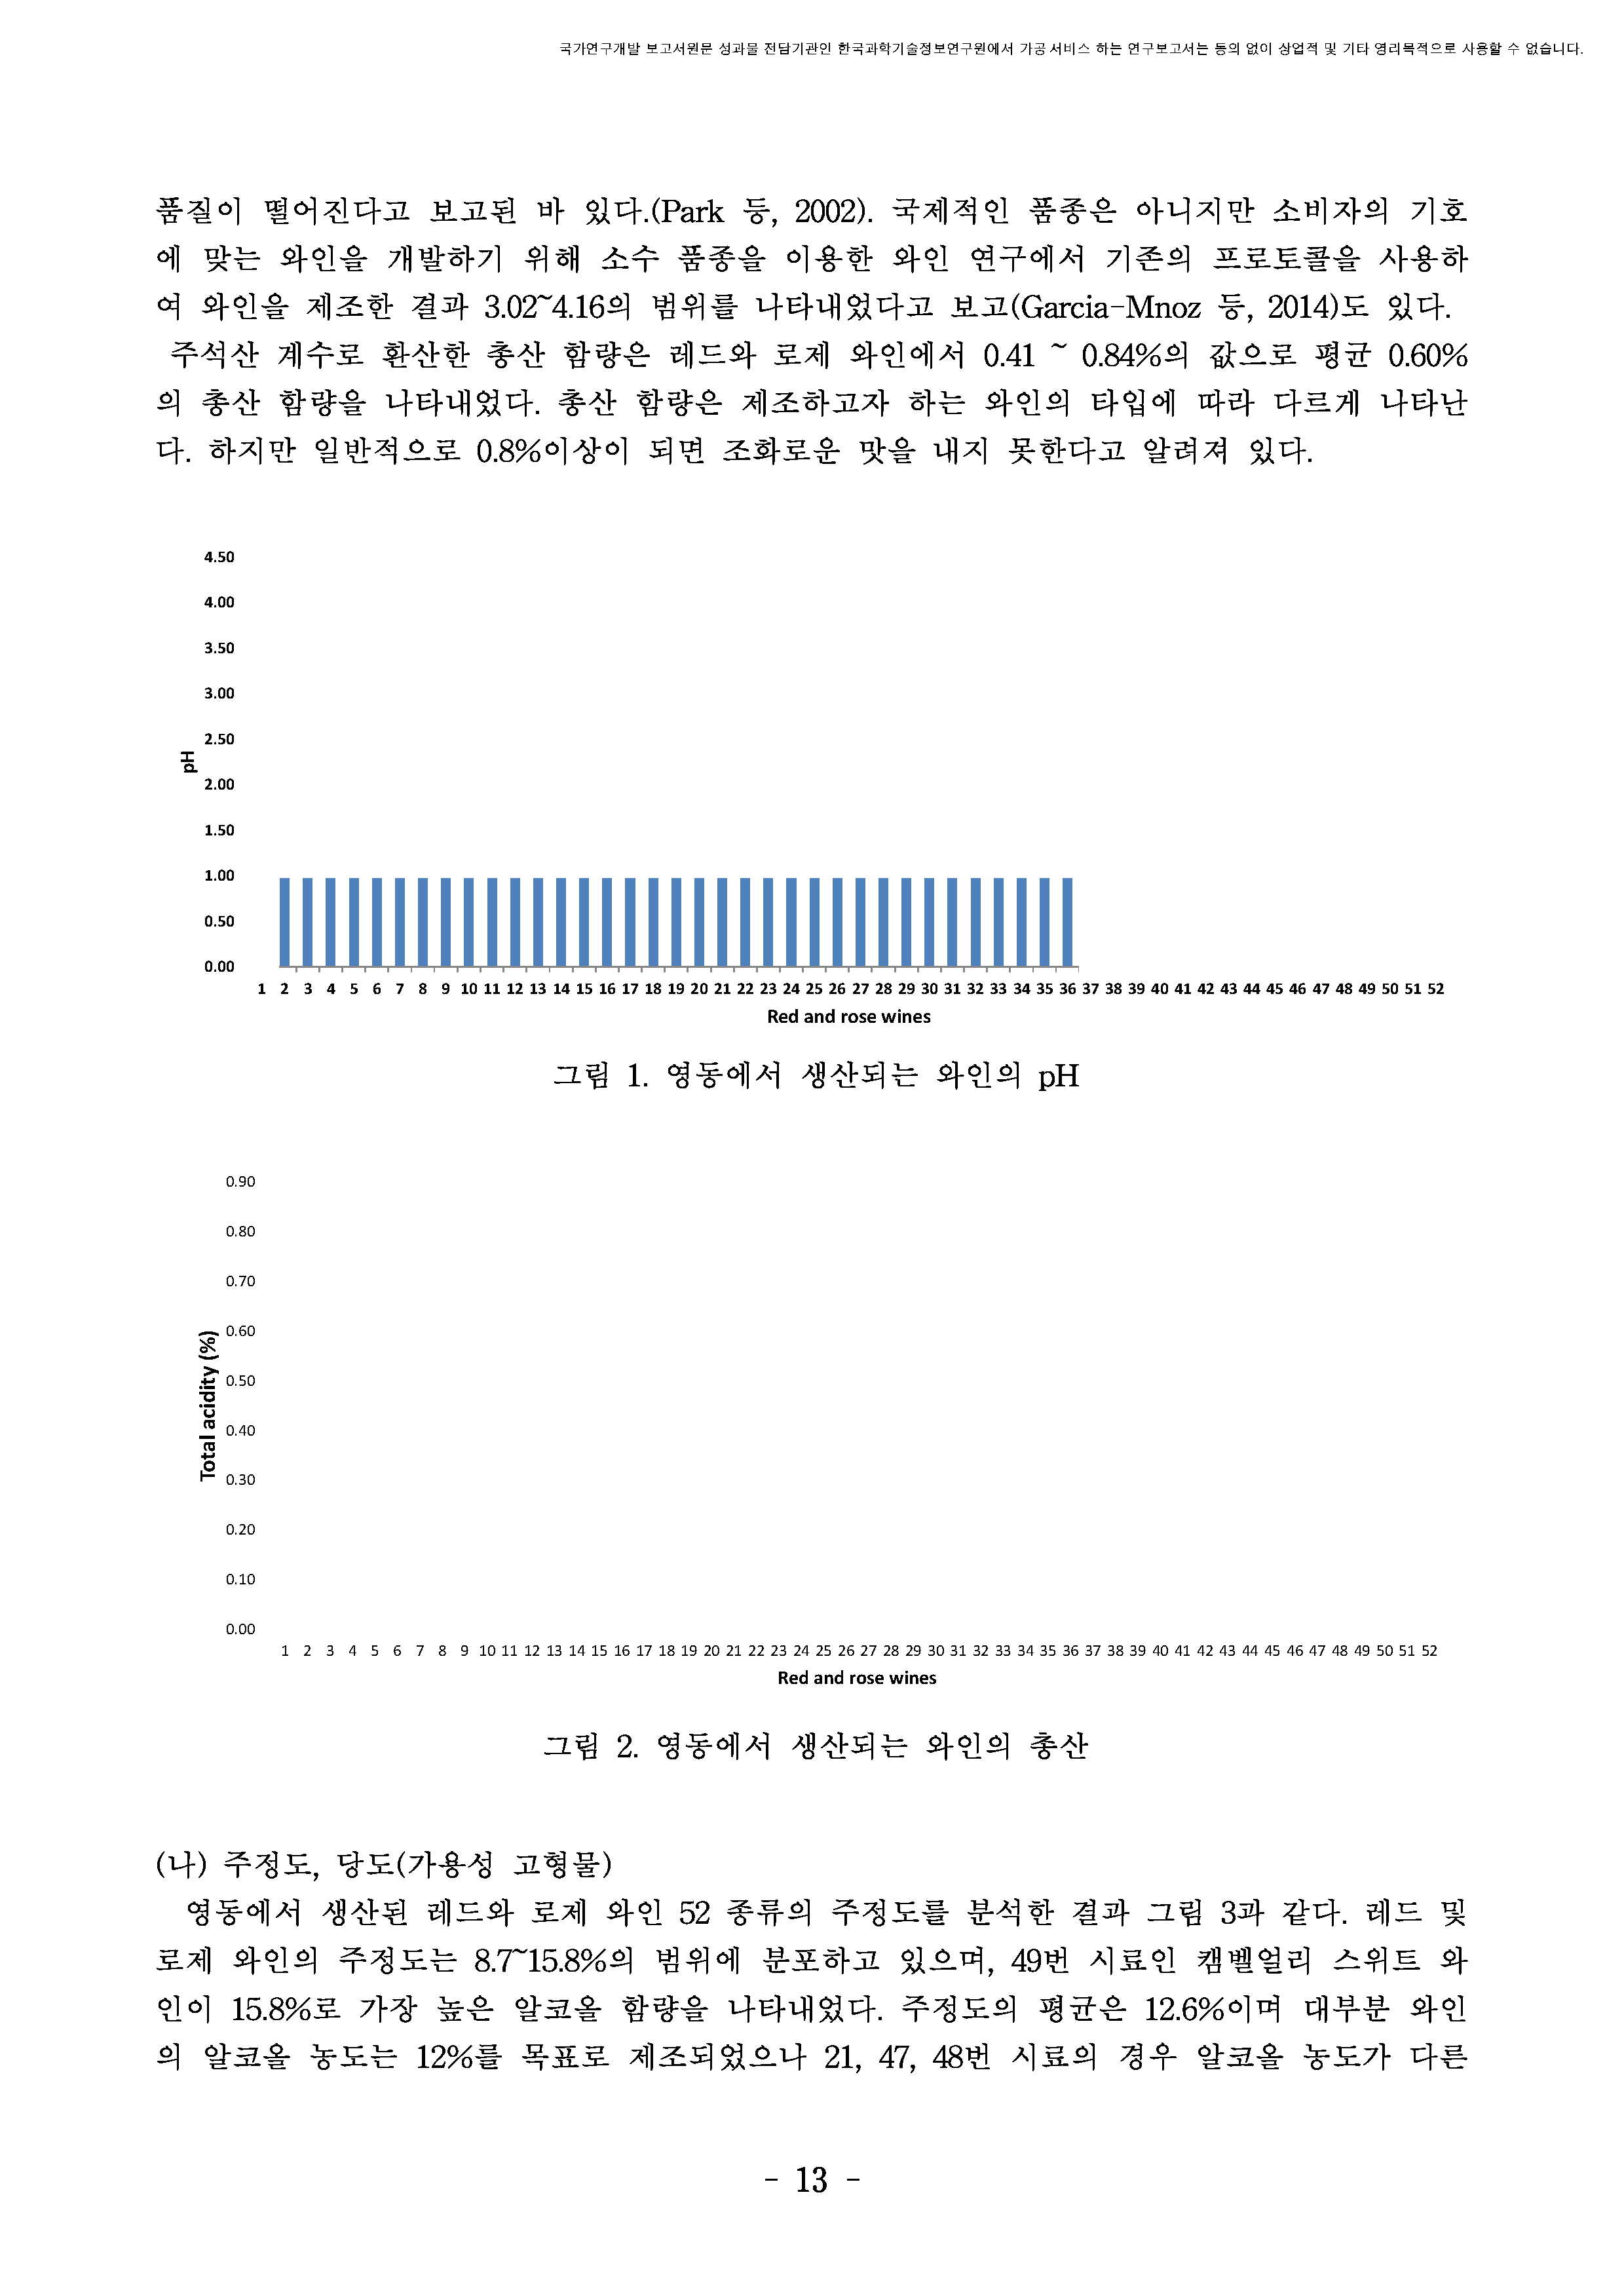 국가연구개발 보고서원문 성과물 전담기관인 한국과학기술정보연구원에서 가공·서비스 하는 연구보고서는 동의 없이 상업적 및 기타 영리목적으로 사용할 수 없습니다.
품질이 떨어진다고 보고된 바 있다.(Park 등, 2002). 국제적인 품종은 아니지만 소비자의 기호
에 맞는 와인을 개발하기 위해 소수 품종을 이용한 와인 연구에서 기존의 프로토콜을 사용하
여 와인을 제조한 결과 3.02~4.16의 범위를 나타내었다고 보고(Garcia-Mnoz 등, 2014)도 있다.
주석산 계수로 환산한 총산 함량은 레드와 로제 와인에서 0.41 ~ 0.84%의 값으로 평균 0.60%
의 총산 함량을 나타내었다. 총산 함량은 제조하고자 하는 와인의 타입에 따라 다르게 나타난
다. 하지만 일반적으로 0.8%이상이 되면 조화로운 맛을 내지 못한다고 알려져 있다.
4.50
4.00
3.50
3.00
2.50
pH
2.00
1.50
1.00
0.50
0.00
1 2 3 4 5 6 7 8 9 10 11 12 13 14 15 16 17 18 19 20 21 22 23 24 25 26 27 28 29 30 31 32 33 34 35 36 37 38 39 40 41 42 43 44 45 46 47 48 49 50 51 52
Red and rose wines
그림 1. 영동에서 생산되는 와인의 pH
0.90
0.80
0.70
0.60
Total acidity (%)
0.50
0.40
0.30
0.20
0.10
0.00
1 2 3 4 5 6 7 8 9 10 11 12 13 14 15 16 17 18 19 20 21 22 23 24 25 26 27 28 29 30 31 32 33 34 35 36 37 38 39 40 41 42 43 44 45 46 47 48 49 50 51 52
Red and rose wines
그림 2. 영동에서 생산되는 와인의 총산
(나) 주정도, 당도(가용성 고형물)
영동에서 생산된 레드와 로제 와인 52 종류의 주정도를 분석한 결과 그림 3과 같다. 레드 및
로제 와인의 주정도는 8.7~15.8%의 범위에 분포하고 있으며, 49번 시료인 캠벨얼리 스위트 와
인이 15.8%로 가장 높은 알코올 함량을 나타내었다. 주정도의 평균은 12.6%이며 대부분 와인
의 알코올 농도는 12%를 목표로 제조되었으나 21, 47, 48번 시료의 경우 알코올 농도가 다른
- 13 -